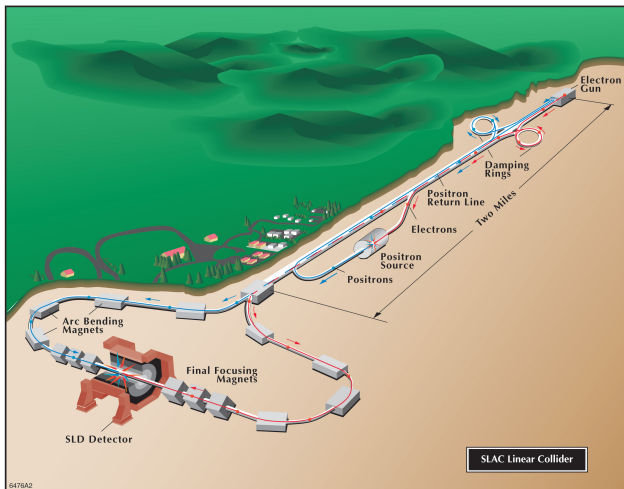 Electron
Gun
Damping
Rings
Positron
Return Line
Two Miles
Electrons
Positron
Source
Positrons
Arc Bending
Magnets
Final Focusing
Magnets
SLD Detector
SLAC Linear Collider
6476A2